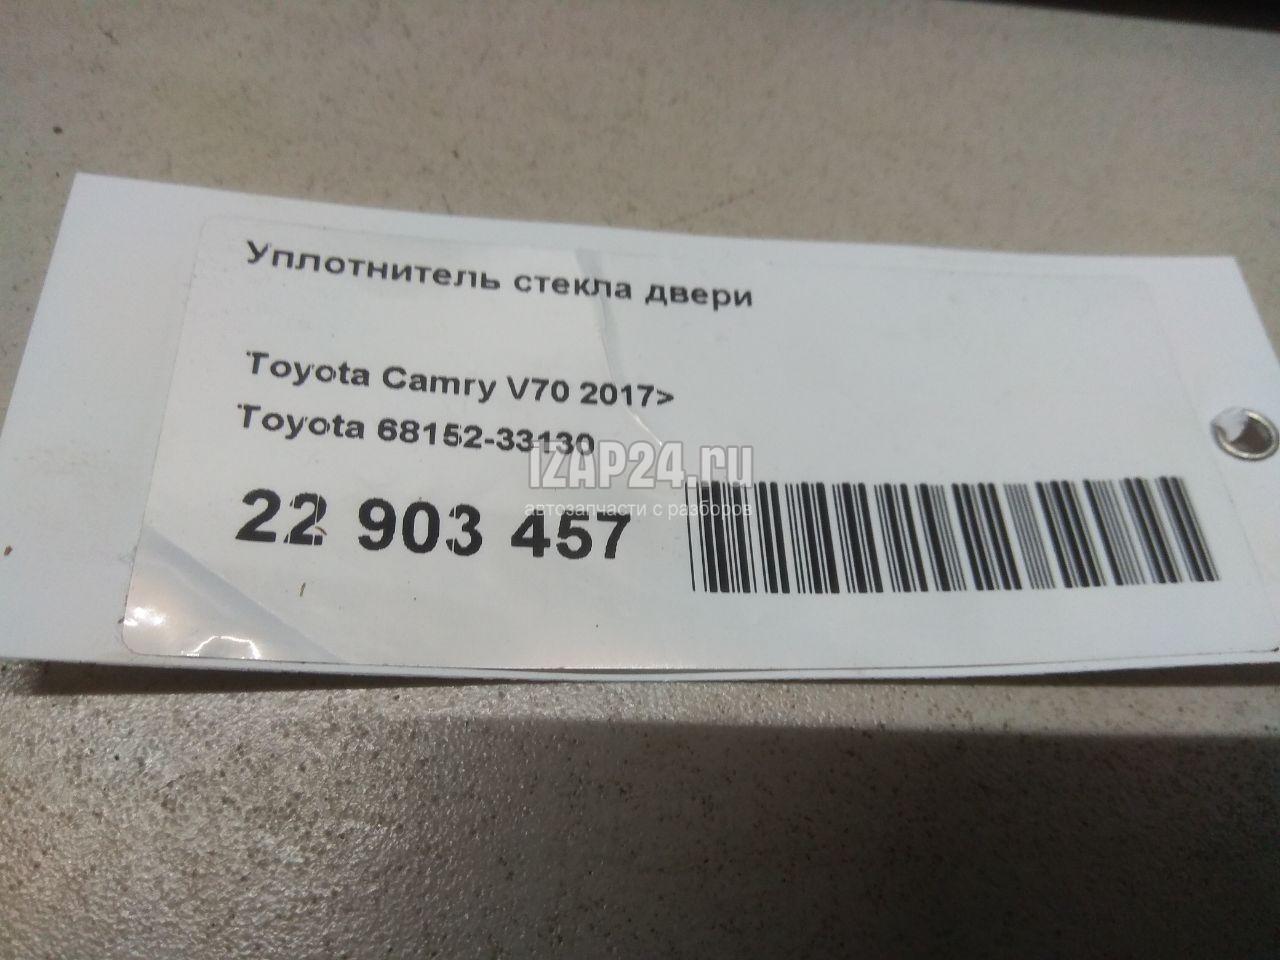 Уплотнитель стекла двери
Toyota Camry V70 2017>
Toyota 68152-33130
iZAP24.ru
автозапчасти с разборов
22 903 457